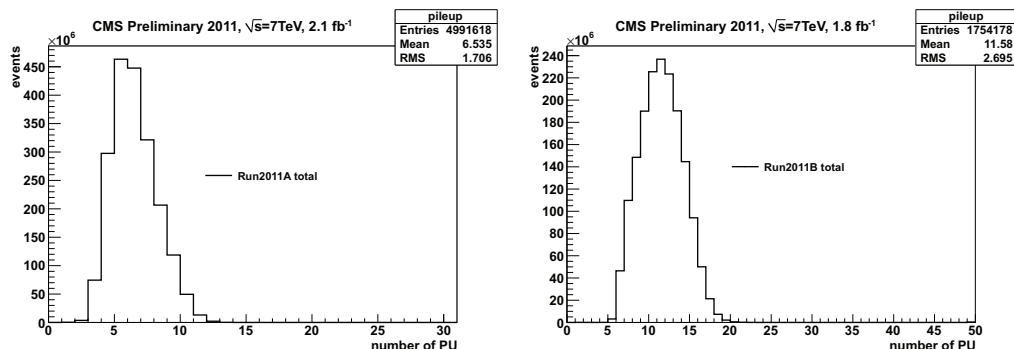 CMS Preliminary 2011, √s=7TeV, 2.1 fb⁻¹
pileup
Entries 4991618
Mean 6.535
RMS 1.706
×10⁶
events
450
400
350
300
250
200
150
100
50
0
Run2011A total
0 5 10 15 20 25 30
number of PU
CMS Preliminary 2011, √s=7TeV, 1.8 fb⁻¹
pileup
Entries 1754178
Mean 11.58
RMS 2.695
×10⁶
events
240
220
200
180
160
140
120
100
80
60
40
20
0
Run2011B total
0 5 10 15 20 25 30 35 40 45 50
number of PU